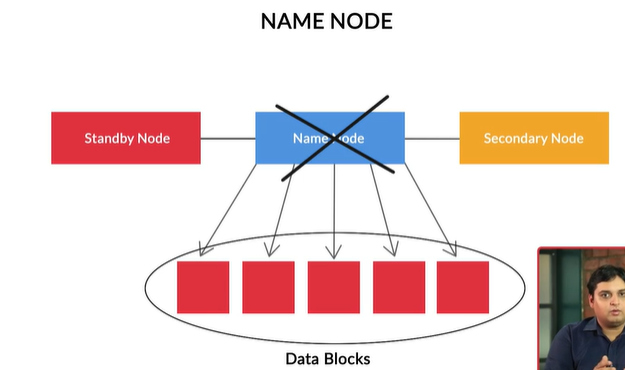 NAME NODE
Standby Node
Name Node
Secondary Node
Data Blocks